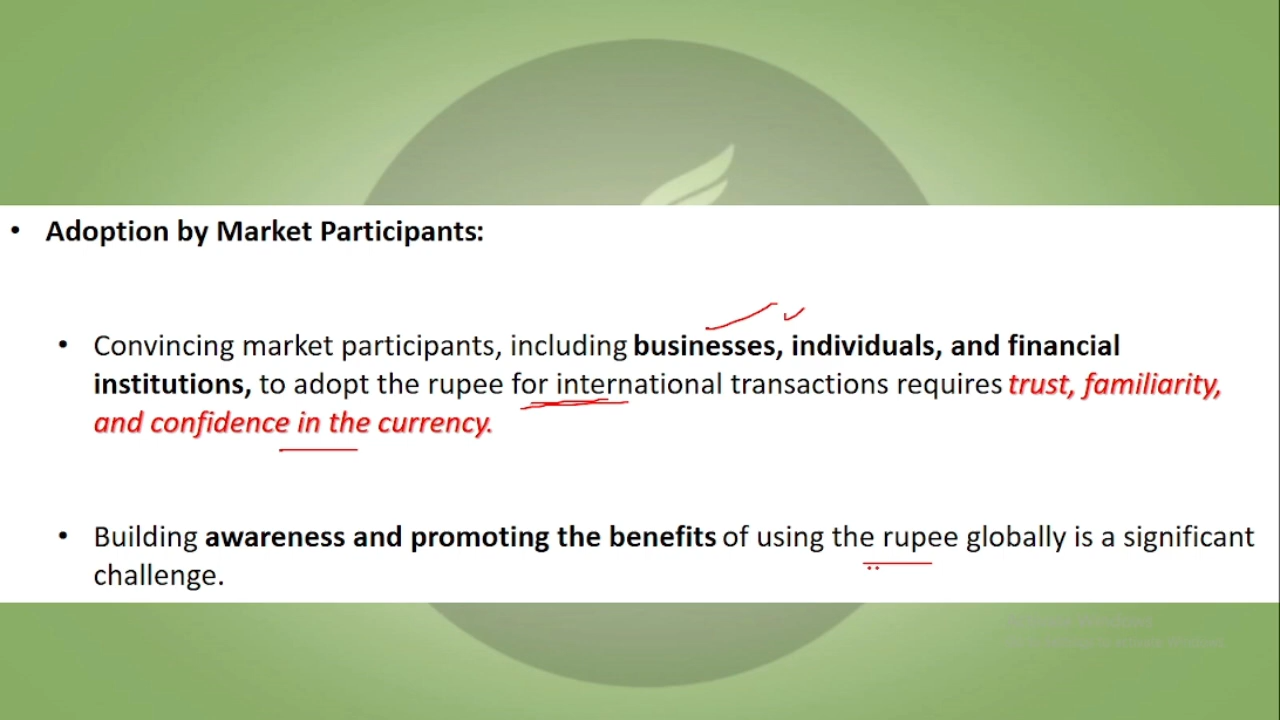 • Adoption by Market Participants:
• Convincing market participants, including businesses, individuals, and financial
institutions, to adopt the rupee for international transactions requires trust, familiarity,
and confidence in the currency.
• Building awareness and promoting the benefits of using the rupee globally is a significant
challenge.